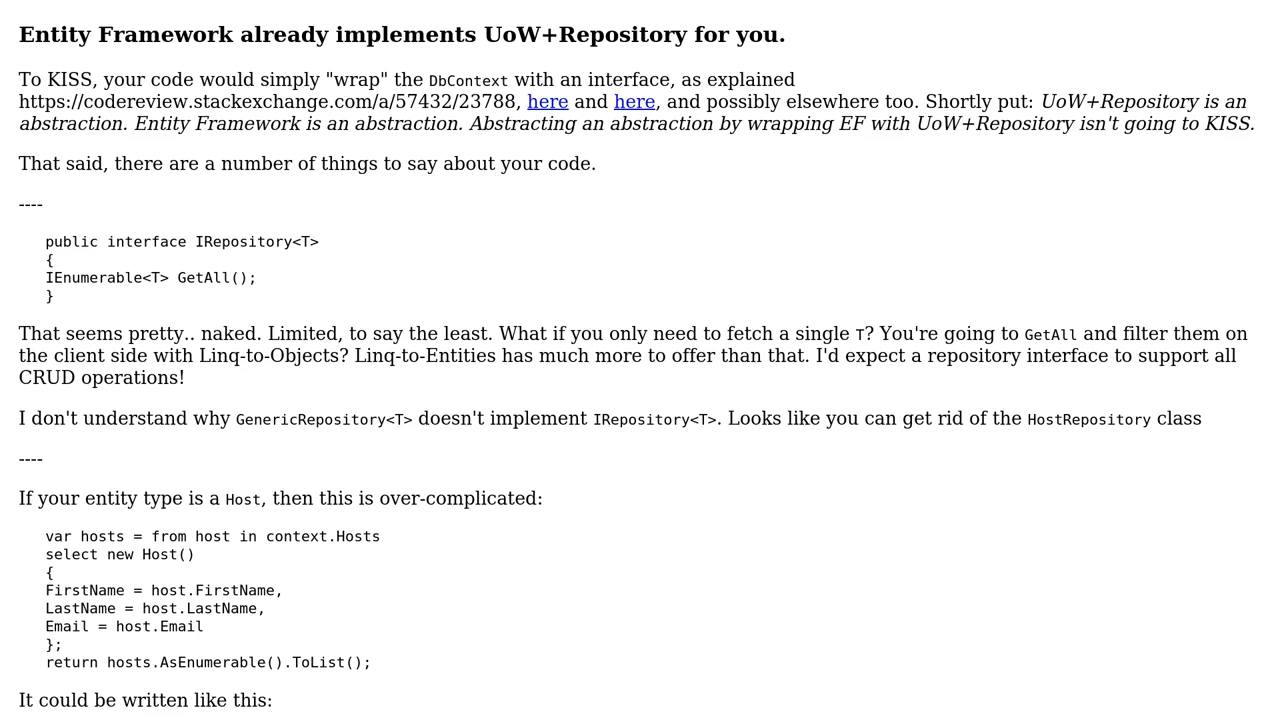 Entity Framework already implements UoW+Repository for you.
To KISS, your code would simply "wrap" the DbContext with an interface, as explained
https://codereview.stackexchange.com/a/57432/23788, here and here, and possibly elsewhere too. Shortly put: UoW+Repository is an
abstraction. Entity Framework is an abstraction. Abstracting an abstraction by wrapping EF with UoW+Repository isn't going to KISS.
That said, there are a number of things to say about your code.
----
public interface IRepository<T>
{
IEnumerable<T> GetAll();
}
That seems pretty.. naked. Limited, to say the least. What if you only need to fetch a single T? You're going to GetAll and filter them on
the client side with Linq-to-Objects? Linq-to-Entities has much more to offer than that. I'd expect a repository interface to support all
CRUD operations!
I don't understand why GenericRepository<T> doesn't implement IRepository<T>. Looks like you can get rid of the HostRepository class
----
If your entity type is a Host, then this is over-complicated:
var hosts = from host in context.Hosts
select new Host()
{
FirstName = host.FirstName,
LastName = host.LastName,
Email = host.Email
};
return hosts.AsEnumerable().ToList();
It could be written like this: